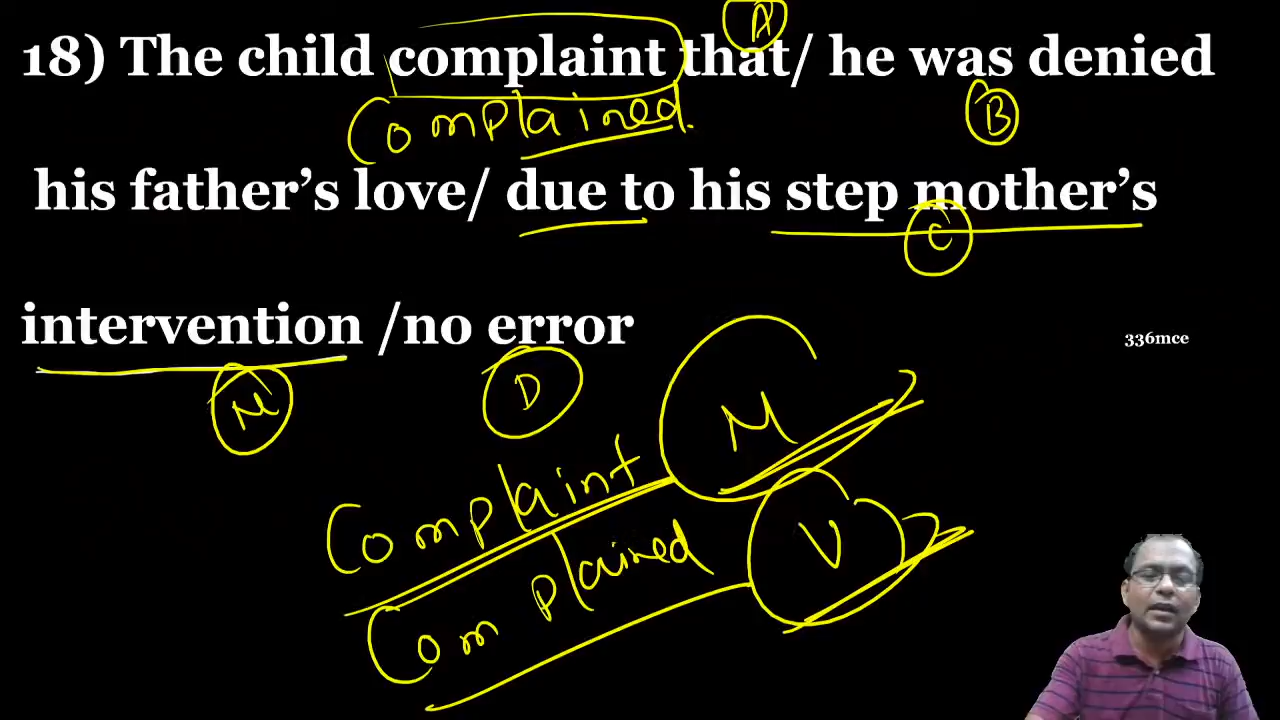 A
18) The child complaint that/ he was denied
Complained.
B
his father’s love/ due to his step mother’s
C
intervention /no error
336mce
N
D
Complaint N
Complained V